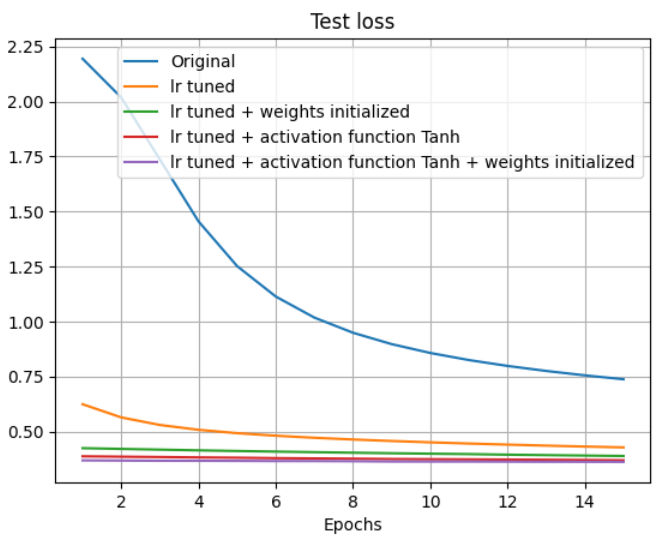 Test loss
2.25
2.00
1.75
1.50
1.25
1.00
0.75
0.50
Original
lr tuned
lr tuned + weights initialized
lr tuned + activation function Tanh
lr tuned + activation function Tanh + weights initialized
2 4 6 8 10 12 14
Epochs